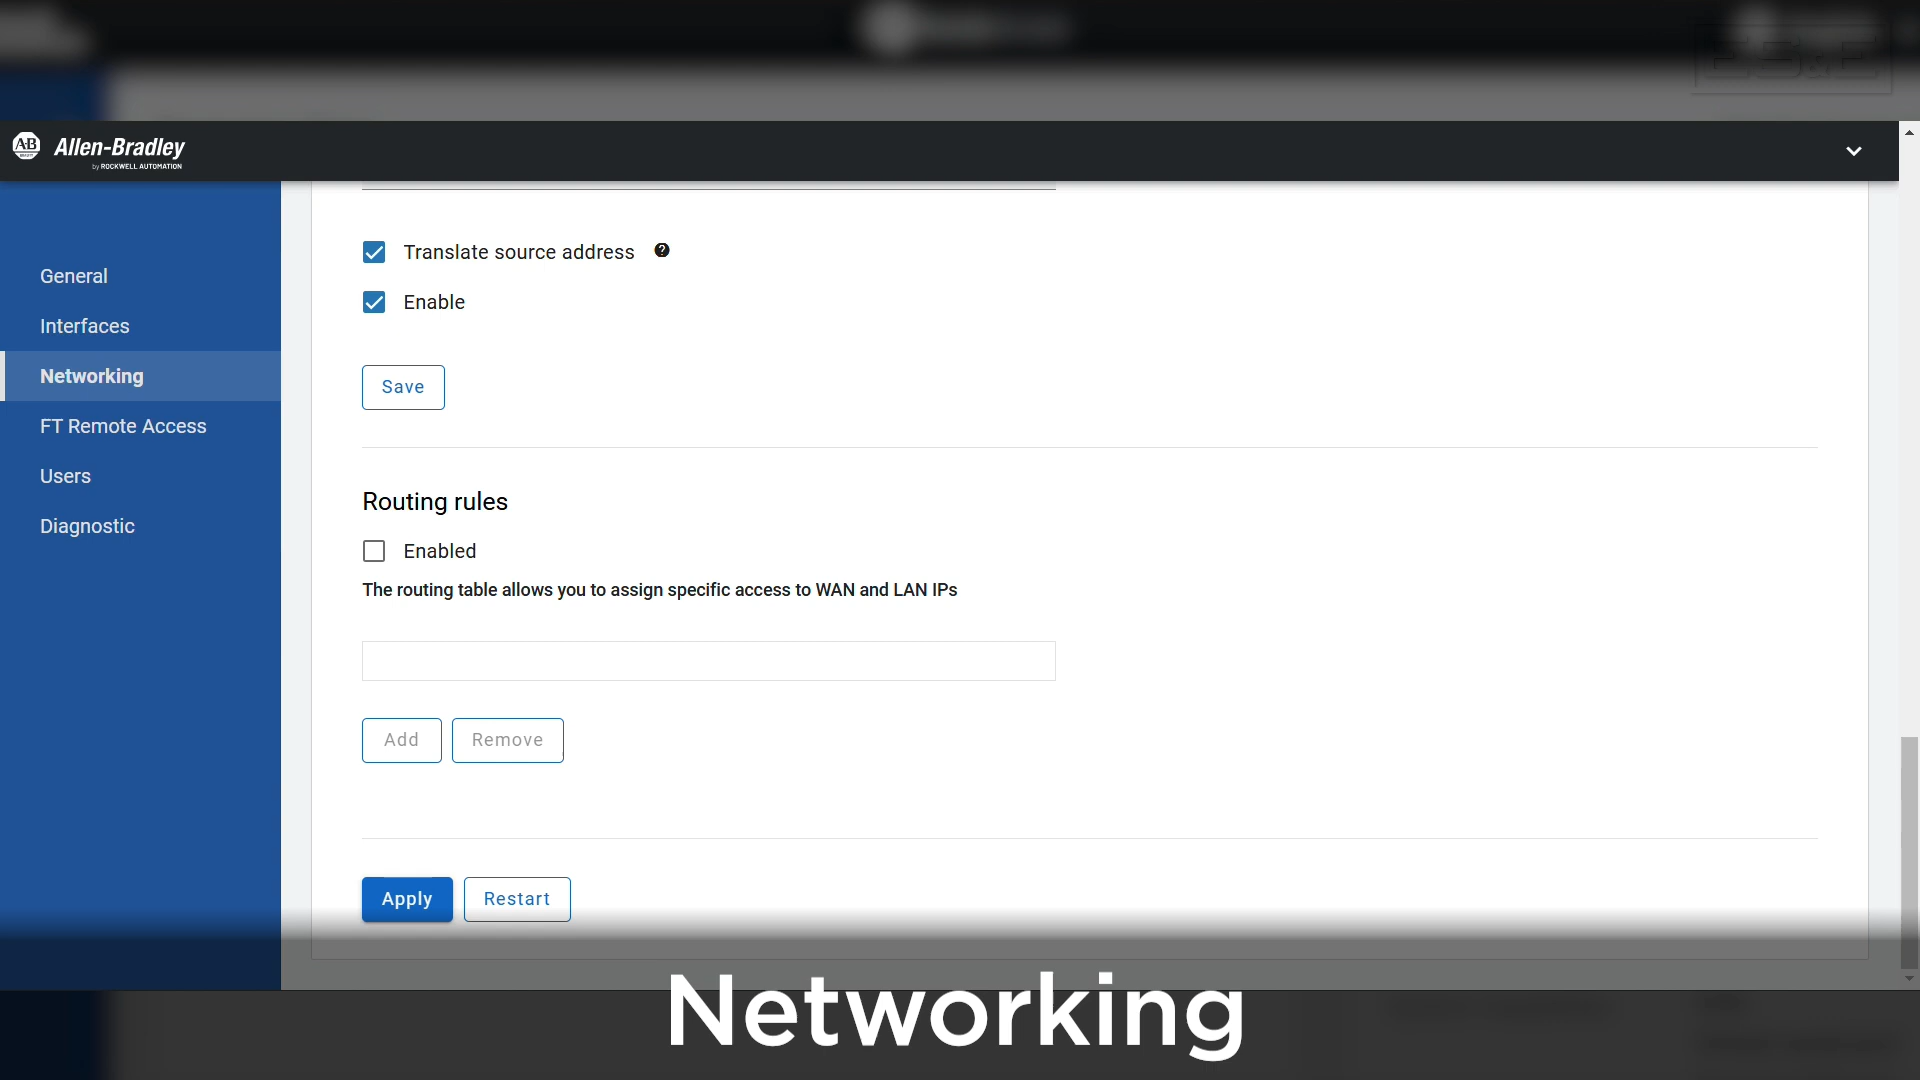 A·B
Allen-Bradley
by ROCKWELL AUTOMATION
General
Interfaces
Networking
FT Remote Access
Users
Diagnostic
Translate source address
Enable
Save
Routing rules
Enabled
The routing table allows you to assign specific access to WAN and LAN IPs
Add Remove
Apply Restart
Networking